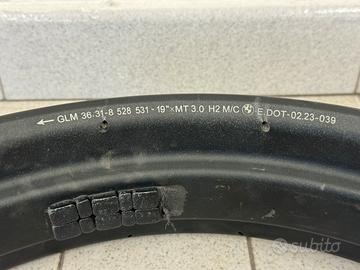 ← GLM 36-31-8 528 531 - 19" × MT 3.0 H2 M/C E.DOT-02.23-039
subito